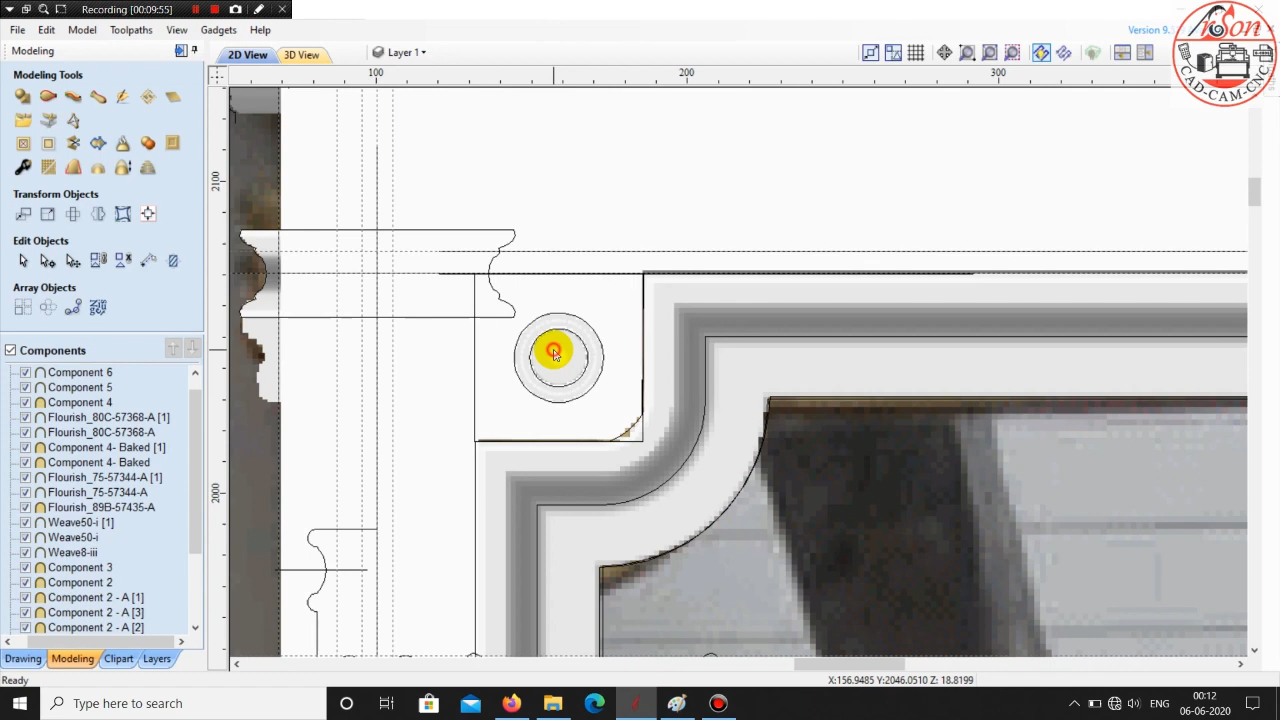 Recording [00:09:55]
File Edit Model Toolpaths View Gadgets Help
Version 9.
rSon
CAD-CAM-CNC
Modeling
2D View 3D View Layer 1
100 200 300
Modeling Tools
2100
Transform Objects
Edit Objects
Array Objects
Components
Component 6
Component 5
Component 4
Flourish_80C-57368-A [1]
Flourish_80C-57368-A
Component 4- Baked [1]
Component 4- Baked
Flourish_75-57344-A [1]
Flourish_75-57344-A
Flourish_89B-57435-A
Weave50-i [1]
Weave50-i
Weave8-iii
Component 3
Component 2
Component 2 - A [1]
Component 2 - A [3]
Component 2 - A [2]
2000
Drawing Modeling Clipart Layers
Ready
X:156.9485 Y:2046.0510 Z: 18.8199
Type here to search
ENG
00:12
06-06-2020